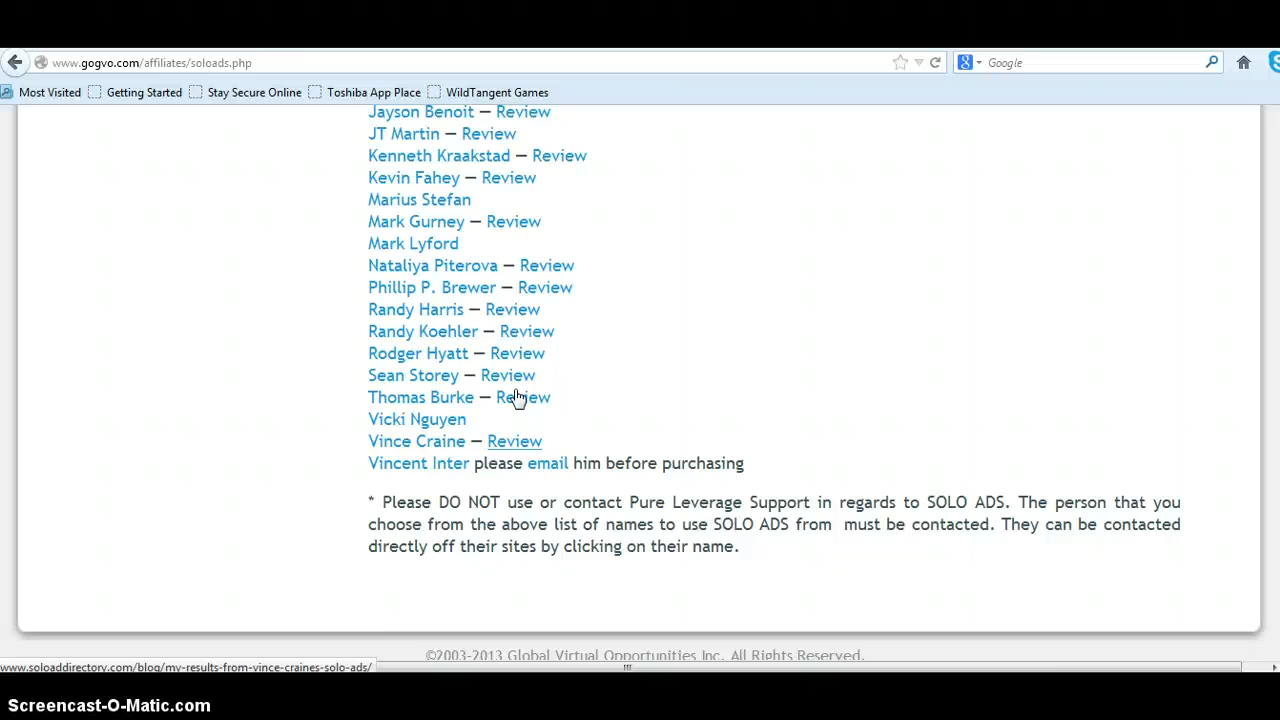 www.gogvo.com/affiliates/soloads.php
Google
Most Visited Getting Started Stay Secure Online Toshiba App Place WildTangent Games
Jayson Benoit — Review
JT Martin — Review
Kenneth Kraakstad — Review
Kevin Fahey — Review
Marius Stefan
Mark Gurney — Review
Mark Lyford
Nataliya Piterova — Review
Phillip P. Brewer — Review
Randy Harris — Review
Randy Koehler — Review
Rodger Hyatt — Review
Sean Storey — Review
Thomas Burke — Review
Vicki Nguyen
Vince Craine — Review
Vincent Inter please email him before purchasing
* Please DO NOT use or contact Pure Leverage Support in regards to SOLO ADS. The person that you
choose from the above list of names to use SOLO ADS from must be contacted. They can be contacted
directly off their sites by clicking on their name.
©2003-2013 Global Virtual Opportunities Inc. All Rights Reserved.
www.soloaddirectory.com/blog/my-results-from-vince-craines-solo-ads/
Screencast-O-Matic.com